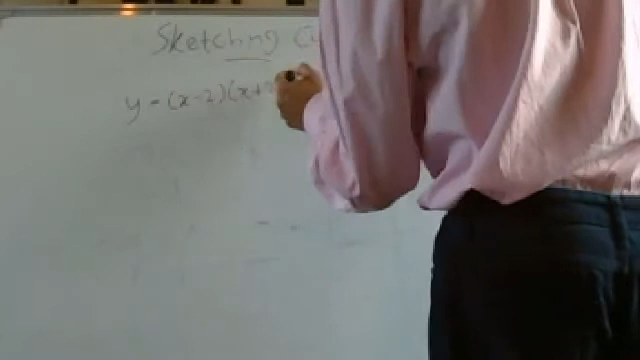 Sketching
y = (x-2)(x+